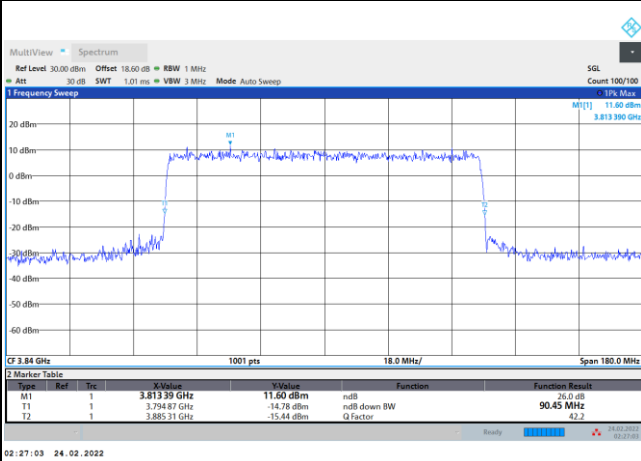 MultiView Spectrum
Ref Level 30.00 dBm Offset 18.60 dB RBW 1 MHz SGL
Att 30 dB SWT 1.01 ms VBW 3 MHz Mode Auto Sweep Count 100/100
1 Frequency Sweep 1Pk Max
M1[1] 11.60 dBm
3.813 390 GHz
20 dBm
M1
10 dBm
0 dBm
-10 dBm
T1 T2
-20 dBm
-30 dBm
-40 dBm
-50 dBm
-60 dBm
CF 3.84 GHz 1001 pts 18.0 MHz/ Span 180.0 MHz
2 Marker Table
Type Ref Trc X-Value Y-Value Function Function Result
M1 1 3.813 39 GHz 11.60 dBm ndB 26.0 dB
T1 1 3.794 87 GHz -14.78 dBm ndB down BW 90.45 MHz
T2 1 3.885 31 GHz -15.44 dBm Q Factor 42.2
Ready 24.02.2022
02:27:03
02:27:03 24.02.2022